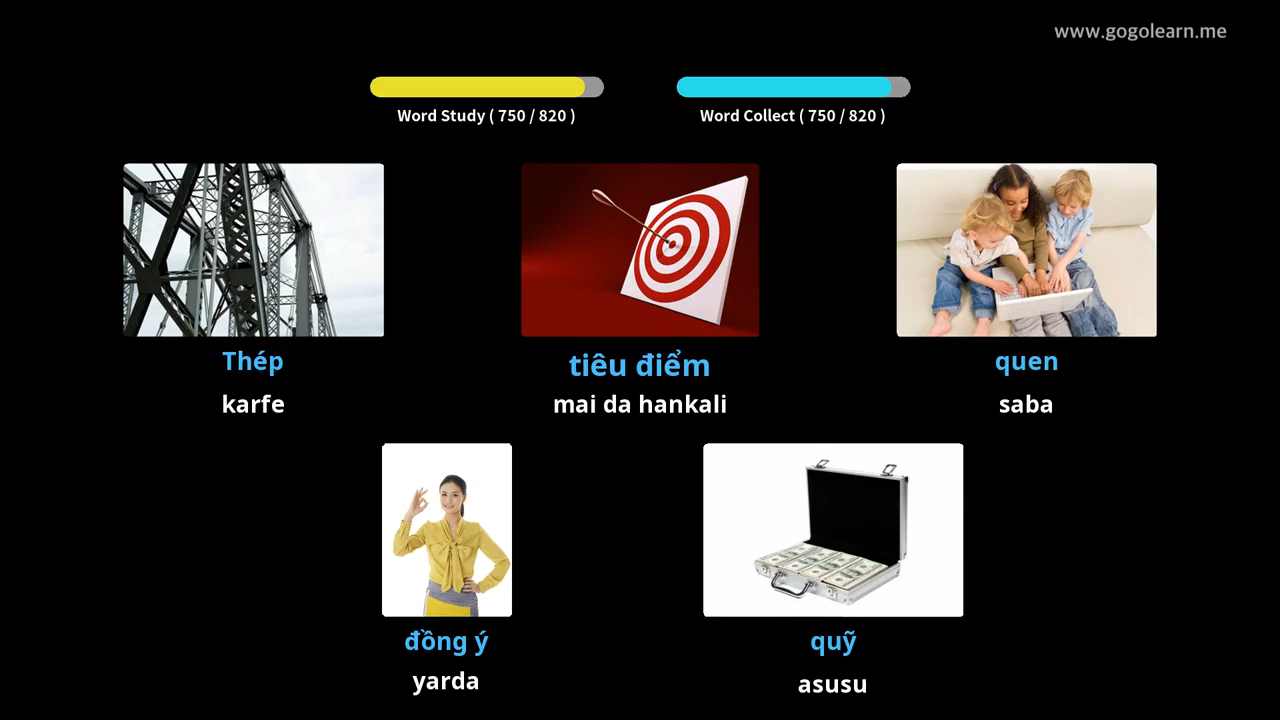 www.gogolearn.me
Word Study ( 750 / 820 )
Word Collect ( 750 / 820 )
Thép
tiêu điểm
quen
karfe
mai da hankali
saba
đồng ý
quỹ
yarda
asusu